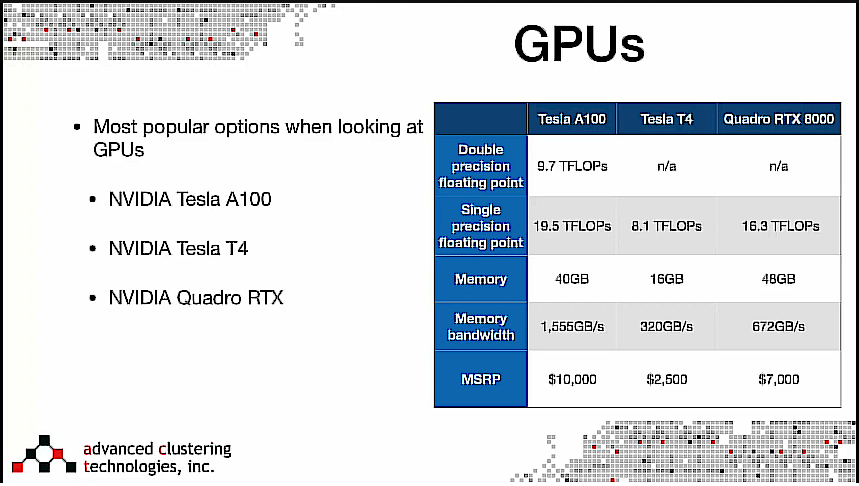 GPUs
• Most popular options when looking at
GPUs
• NVIDIA Tesla A100
• NVIDIA Tesla T4
• NVIDIA Quadro RTX
Tesla A100 Tesla T4 Quadro RTX 8000
Double
precision
floating point
9.7 TFLOPs n/a n/a
Single
precision
floating point
19.5 TFLOPs 8.1 TFLOPs 16.3 TFLOPs
Memory 40GB 16GB 48GB
Memory
bandwidth
1,555GB/s 320GB/s 672GB/s
MSRP $10,000 $2,500 $7,000
advanced clustering
technologies, inc.